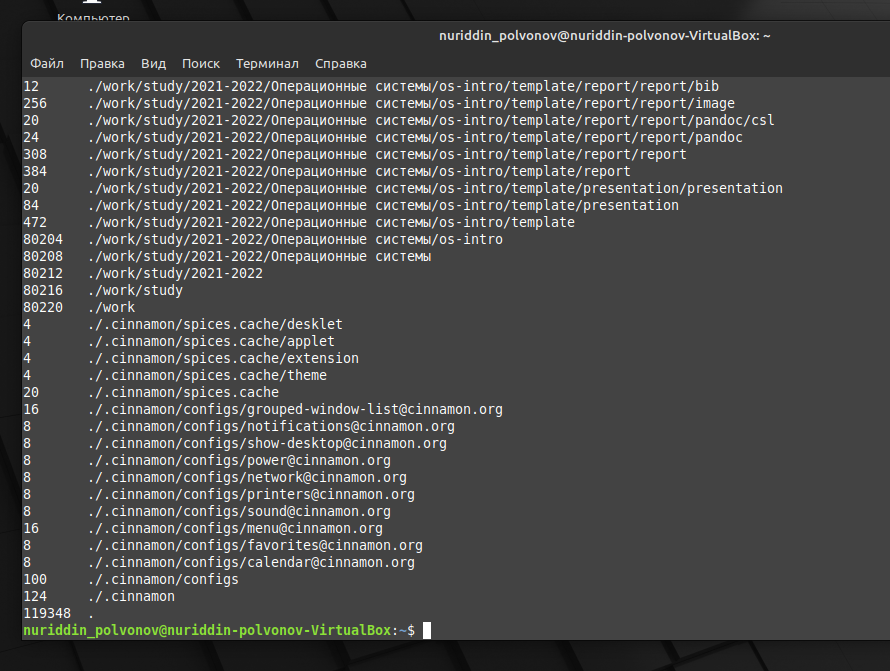 Компьютер
nuriddin_polvonov@nuriddin-polvonov-VirtualBox: ~
Файл Правка Вид Поиск Терминал Справка
12 ./work/study/2021-2022/Операционные системы/os-intro/template/report/report/bib
256 ./work/study/2021-2022/Операционные системы/os-intro/template/report/report/image
20 ./work/study/2021-2022/Операционные системы/os-intro/template/report/report/pandoc/csl
24 ./work/study/2021-2022/Операционные системы/os-intro/template/report/report/pandoc
308 ./work/study/2021-2022/Операционные системы/os-intro/template/report/report
384 ./work/study/2021-2022/Операционные системы/os-intro/template/report
20 ./work/study/2021-2022/Операционные системы/os-intro/template/presentation/presentation
84 ./work/study/2021-2022/Операционные системы/os-intro/template/presentation
472 ./work/study/2021-2022/Операционные системы/os-intro/template
80204 ./work/study/2021-2022/Операционные системы/os-intro
80208 ./work/study/2021-2022/Операционные системы
80212 ./work/study/2021-2022
80216 ./work/study
80220 ./work
4 ./.cinnamon/spices.cache/desklet
4 ./.cinnamon/spices.cache/applet
4 ./.cinnamon/spices.cache/extension
4 ./.cinnamon/spices.cache/theme
20 ./.cinnamon/spices.cache
16 ./.cinnamon/configs/grouped-window-list@cinnamon.org
8 ./.cinnamon/configs/notifications@cinnamon.org
8 ./.cinnamon/configs/show-desktop@cinnamon.org
8 ./.cinnamon/configs/power@cinnamon.org
8 ./.cinnamon/configs/network@cinnamon.org
8 ./.cinnamon/configs/printers@cinnamon.org
8 ./.cinnamon/configs/sound@cinnamon.org
16 ./.cinnamon/configs/menu@cinnamon.org
8 ./.cinnamon/configs/favorites@cinnamon.org
8 ./.cinnamon/configs/calendar@cinnamon.org
100 ./.cinnamon/configs
124 ./.cinnamon
119348 .
nuriddin_polvonov@nuriddin-polvonov-VirtualBox:~$